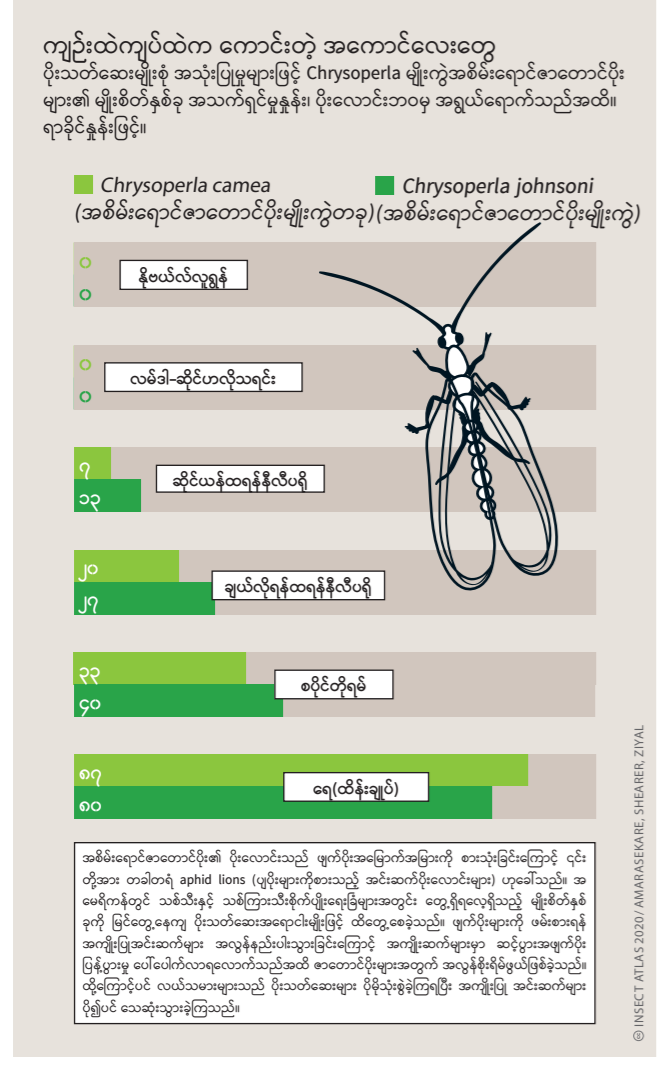 ကျဉ်းထဲကျပ်ထဲက ကောင်းတဲ့ အကောင်လေးတွေ
ပိုးသတ်ဆေးမျိုးစုံ အသုံးပြုမှုများဖြင့် Chrysoperla မျိုးကွဲအစိမ်းရောင်ဇာတောင်ပိုး
များ၏ မျိုးစိတ်နှစ်ခု အသက်ရှင်မှုနှုန်း၊ ပိုးလောင်းဘဝမှ အရွယ်ရောက်သည်အထိ။
ရာခိုင်နှုန်းဖြင့်။
Chrysoperla camea
(အစိမ်းရောင်ဇာတောင်ပိုးမျိုးကွဲတခု)
Chrysoperla johnsoni
(အစိမ်းရောင်ဇာတောင်ပိုးမျိုးကွဲ)
၀
၀
နိုဗယ်လ်လူရွန်
၀
၀
လမ်ဒါ-ဆိုင်ဟလိုသရင်း
၇
၁၃
ဆိုင်ယန်ထရန်နီလီပရို
၂၀
၂၇
ချယ်လိုရန်ထရန်နီလီပရို
၃၃
၄၀
စပိုင်တိုရမ်
၈၇
၈၀
ရေ(ထိန်းချုပ်)
အစိမ်းရောင်ဇာတောင်ပိုး၏ ပိုးလောင်းသည် ဖျက်ပိုးအမြောက်အမြားကို စားသုံးခြင်းကြောင့် ၎င်း
တို့အား တခါတရံ aphid lions (ပျပိုးများကိုစားသည့် အင်းဆက်ပိုးလောင်းများ) ဟုခေါ်သည်။ အ
မေရိကန်တွင် သစ်သီးနှင့် သစ်ကြားသီးစိုက်ပျိုးရေးခြံများအတွင်း တွေ့ရှိရလေ့ရှိသည့် မျိုးစိတ်နှစ်
ခုကို မြင်တွေ့နေကျ ပိုးသတ်ဆေးအရောငါးမျိုးဖြင့် ထိတွေ့စေခဲ့သည်။ ဖျက်ပိုးများကို ဖမ်းစားရန်
အကျိုးပြုအင်းဆက်များ အလွန်နည်းပါးသွားခြင်းကြောင့် အကျိုးဆက်များမှာ ဆင့်ပွားအဖျက်ပိုး
ပြန့်ပွားမှု ပေါ်ပေါက်လာရလောက်သည်အထိ ဇာတောင်ပိုးများအတွက် အလွန်စိုးရိမ်ဖွယ်ဖြစ်ခဲ့သည်။
ထို့ကြောင့်ပင် လယ်သမားများသည် ပိုးသတ်ဆေးများ ပိုမိုသုံးစွဲခဲ့ကြရပြီး အကျိုးပြု အင်းဆက်များ
ပို၍ပင် သေဆုံးသွားခဲ့ကြသည်။
INSECT ATLAS 2020 / AMARASEKARE, SHEARER, ZIYAL